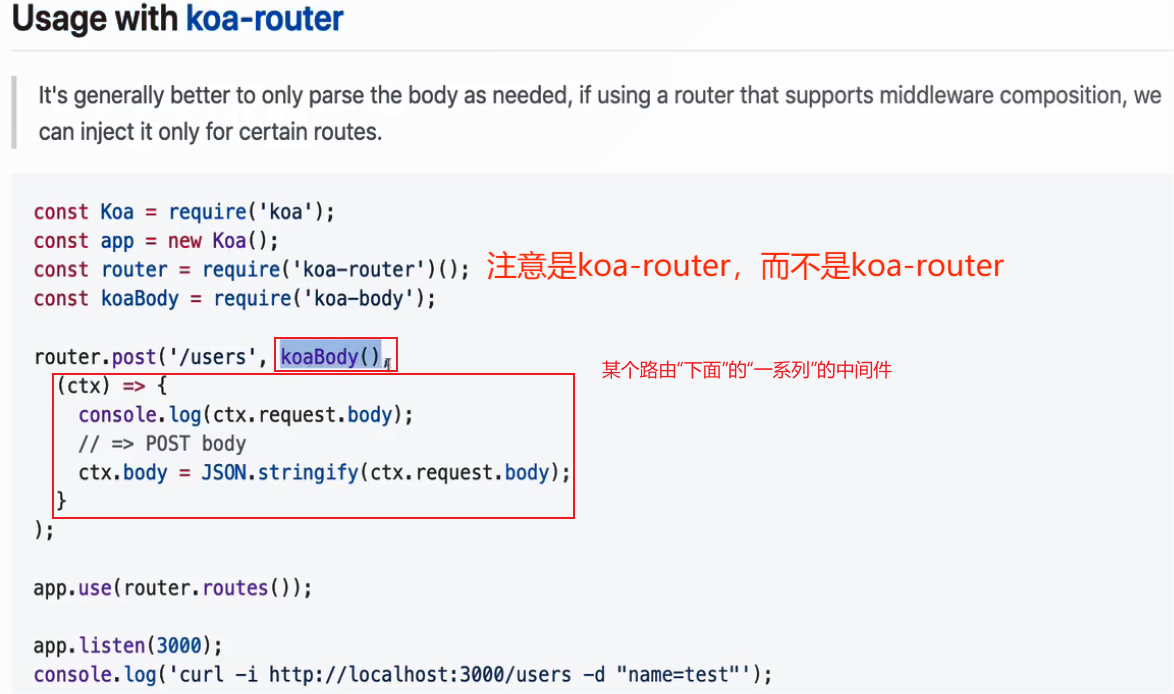 Usage with koa-router
It's generally better to only parse the body as needed, if using a router that supports middleware composition, we
can inject it only for certain routes.
const Koa = require('koa');
const app = new Koa();
const router = require('koa-router')(); 注意是koa-router，而不是koa-router
const koaBody = require('koa-body');
router.post('/users', koaBody(),
某个路由“下面”的“一系列”的中间件
(ctx) => {
console.log(ctx.request.body);
// => POST body
ctx.body = JSON.stringify(ctx.request.body);
}
);
app.use(router.routes());
app.listen(3000);
console.log('curl -i http://localhost:3000/users -d "name=test"');